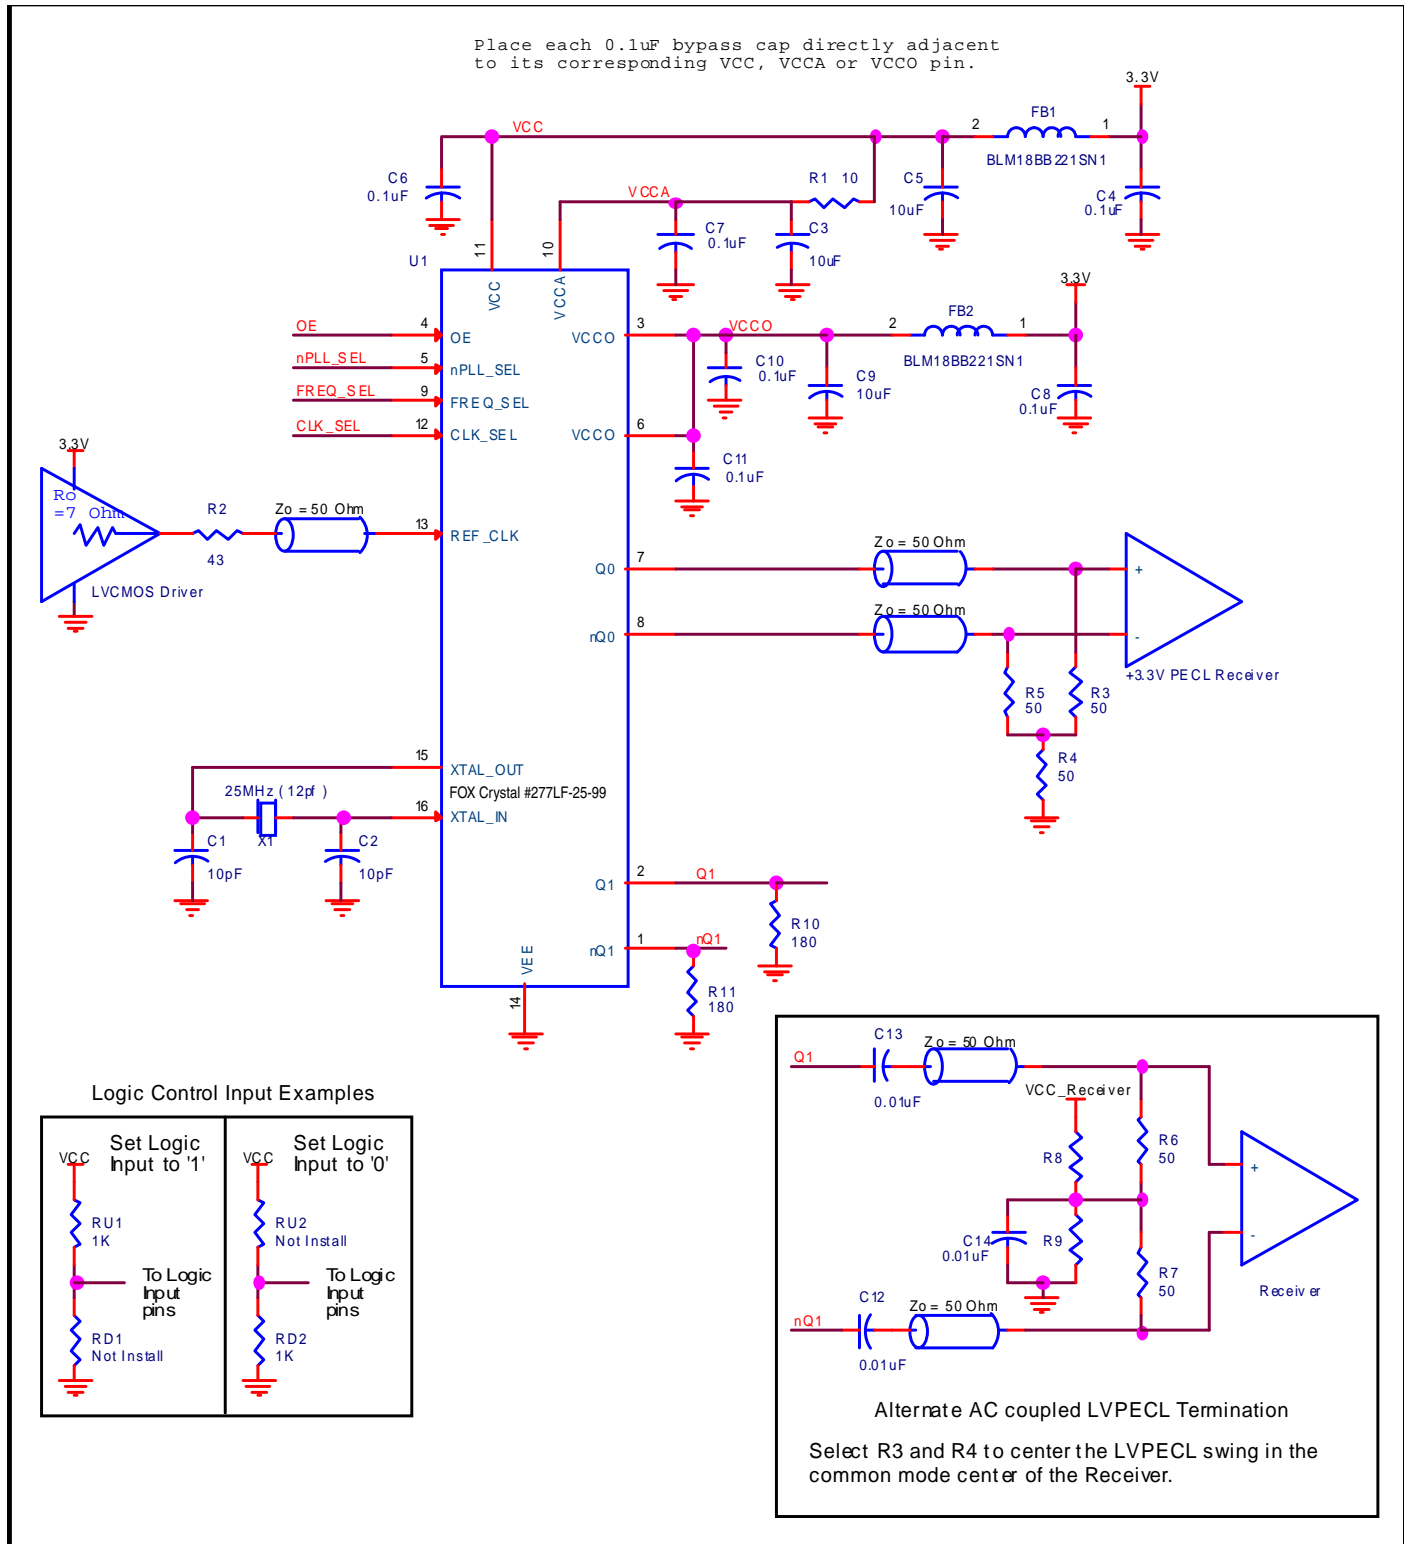 Place each 0.1uF bypass cap directly adjacent
to its corresponding VCC, VCCA or VCCO pin.
3.3V
VCC
2
FB1
1
BLM18BB221SN1
C6
0.1uF
R1 10
C5
10uF
C4
0.1uF
VCCA
C7
0.1uF
C3
10uF
11
10
U1
VCC
VCCA
3.3V
OE
4
OE
3
VCCO
VCCO
2
FB2
1
BLM18BB221SN1
nPLL_SEL
5
nPLL_SEL
C10
0.1uF
C9
10uF
C8
0.1uF
FREQ_SEL
9
FREQ_SEL
CLK_SEL
12
CLK_SEL
6
VCCO
C11
0.1uF
3.3V
Ro
=7 Ohm
R2
43
Zo = 50 Ohm
13
REF_CLK
LVCMOS Driver
Zo = 50 Ohm
7
Q0
+
Zo = 50 Ohm
8
nQ0
-
+3.3V PECL Receiver
R5
50
R3
50
R4
50
15
XTAL_OUT
25MHz (12pf)
FOX Crystal #277LF-25-99
16
XTAL_IN
X1
C1
10pF
C2
10pF
2
Q1
Q1
R10
180
1
nQ1
nQ1
R11
180
VEE
14
Logic Control Input Examples
Set Logic
Input to '1'
VCC
RU1
1K
To Logic
Input
pins
RD1
Not Install
Set Logic
Input to '0'
VCC
RU2
Not Install
To Logic
Input
pins
RD2
1K
Q1
C13
0.01uF
Zo = 50 Ohm
VCC_Receiver
R8
R6
50
+
C14
0.01uF
R9
-
R7
50
Receiver
nQ1
C12
0.01uF
Zo = 50 Ohm
Alternate AC coupled LVPECL Termination
Select R3 and R4 to center the LVPECL swing in the
common mode center of the Receiver.